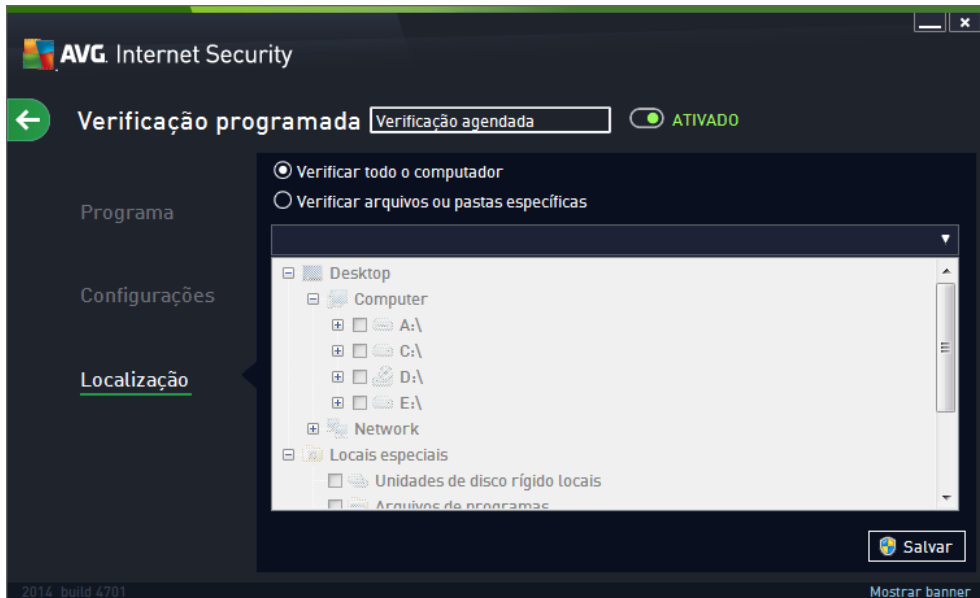 AVG. Internet Security
Verificação programada Verificação agendada ATIVADO
Programa
Configurações
Localização
Verificar todo o computador
Verificar arquivos ou pastas específicas
Desktop
Computer
A:\
C:\
D:\
E:\
Network
Locais especiais
Unidades de disco rígido locais
Arquivos de programas
Salvar
2014 build 4701
Mostrar banner